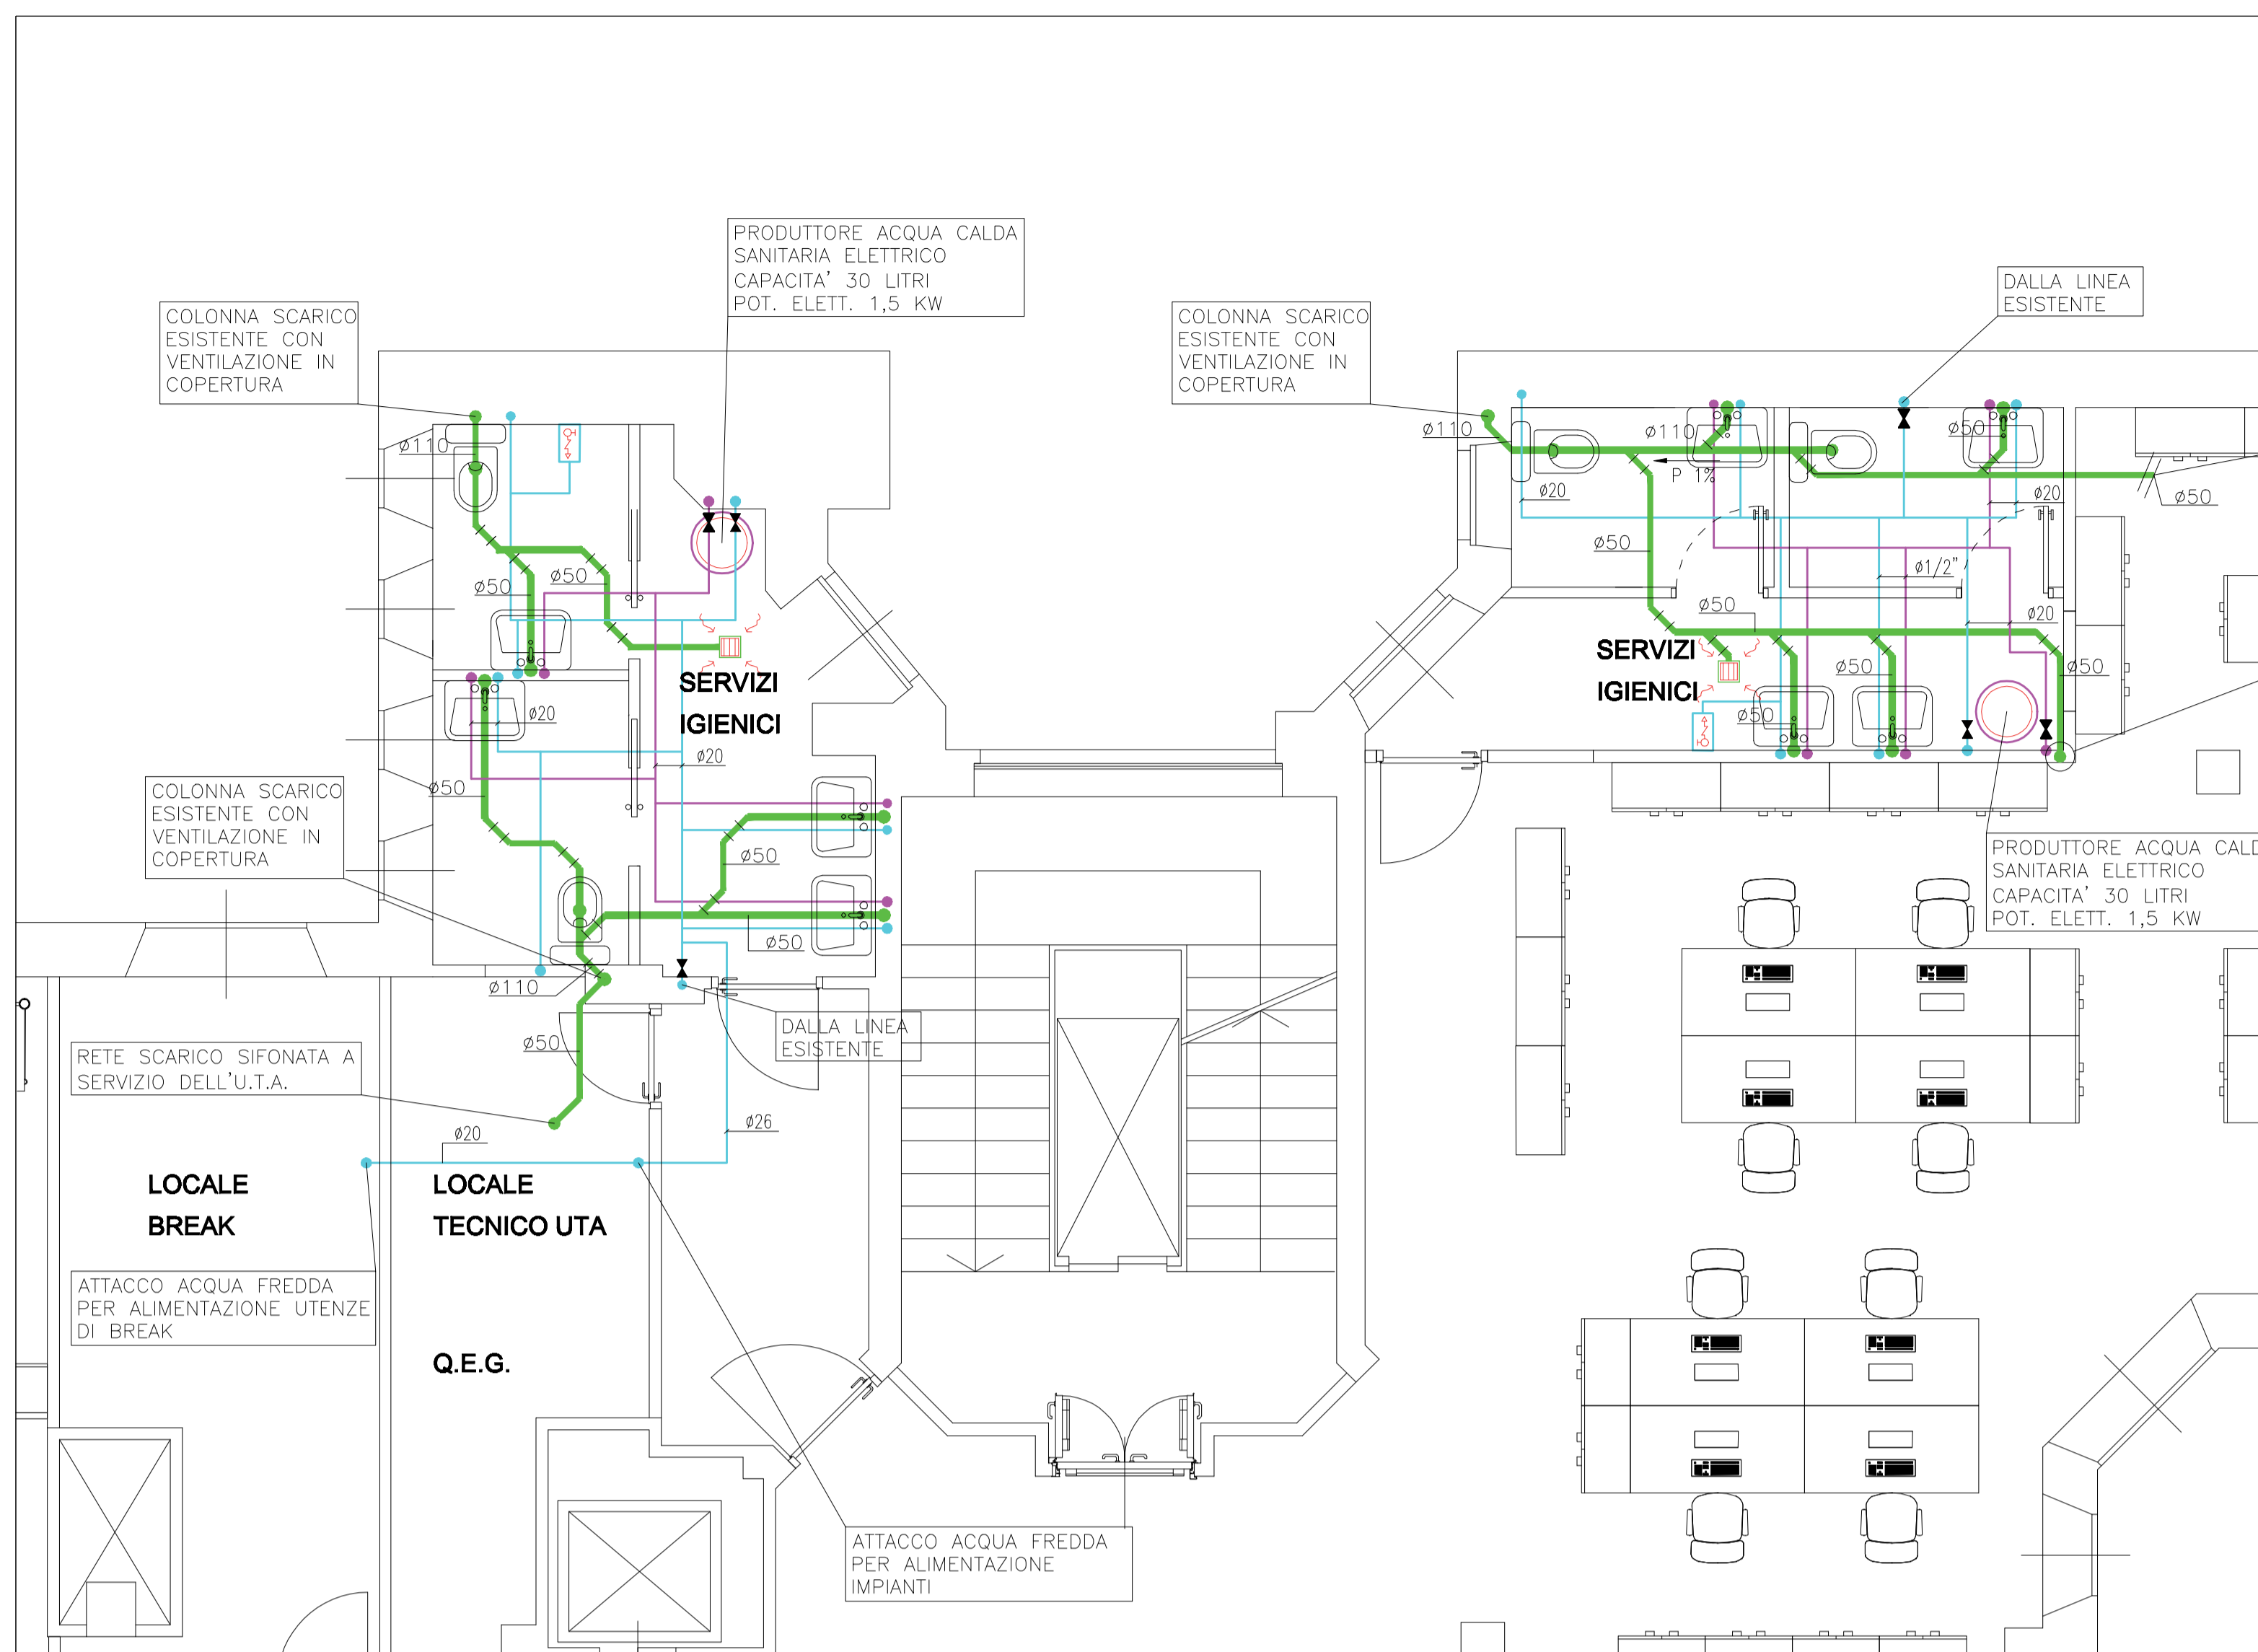 PRODUTTORE ACQUA CALDA
SANITARIA ELETTRICO
CAPACITA' 30 LITRI
POT. ELETT. 1,5 KW
DALLA LINEA
ESISTENTE
COLONNA SCARICO
ESISTENTE CON
VENTILAZIONE IN
COPERTURA
COLONNA SCARICO
ESISTENTE CON
VENTILAZIONE IN
COPERTURA
ø110
ø110
ø110
ø50
P 1%
ø20
ø20
ø50
ø50
ø50
ø50
ø1/2"
ø50
ø20
SERVIZI
IGIENICI
ø50
ø50
ø50
SERVIZI
IGIENICI
ø20
ø20
ø50
COLONNA SCARICO
ESISTENTE CON
VENTILAZIONE IN
COPERTURA
ø50
ø50
PRODUTTORE ACQUA CALD
SANITARIA ELETTRICO
CAPACITA' 30 LITRI
POT. ELETT. 1,5 KW
ø110
DALLA LINEA
ESISTENTE
ø50
RETE SCARICO SIFONATA A
SERVIZIO DELL'U.T.A.
ø20
ø26
LOCALE
BREAK
LOCALE
TECNICO UTA
ATTACCO ACQUA FREDDA
PER ALIMENTAZIONE UTENZE
DI BREAK
Q.E.G.
ATTACCO ACQUA FREDDA
PER ALIMENTAZIONE
IMPIANTI